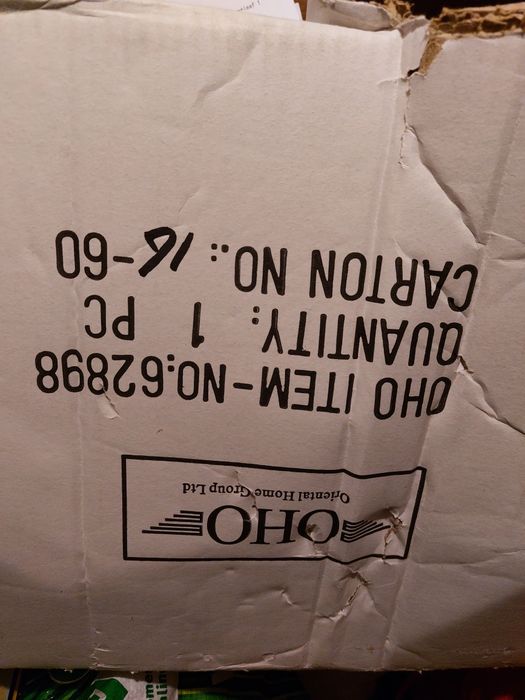 OHO
Oriental Home Group Ltd
OHO ITEM-NO:62898
QUANTITY: 1 PC
CARTON NO.: 16-60